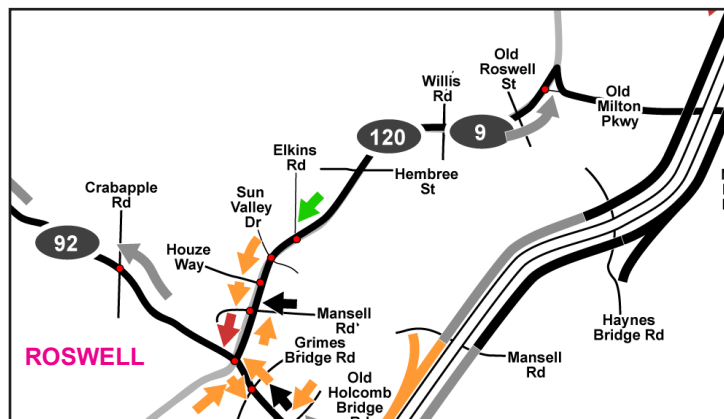 Old
Roswell
St
Willis
Rd
Old
Milton
Pkwy
120
9
Elkins
Rd
Hembree
St
Crabapple
Rd
Sun
Valley
Dr
92
Houze
Way
Mansell
Rd
Haynes
Bridge Rd
Grimes
Bridge Rd
ROSWELL
Mansell
Rd
Old
Holcomb
Bridge